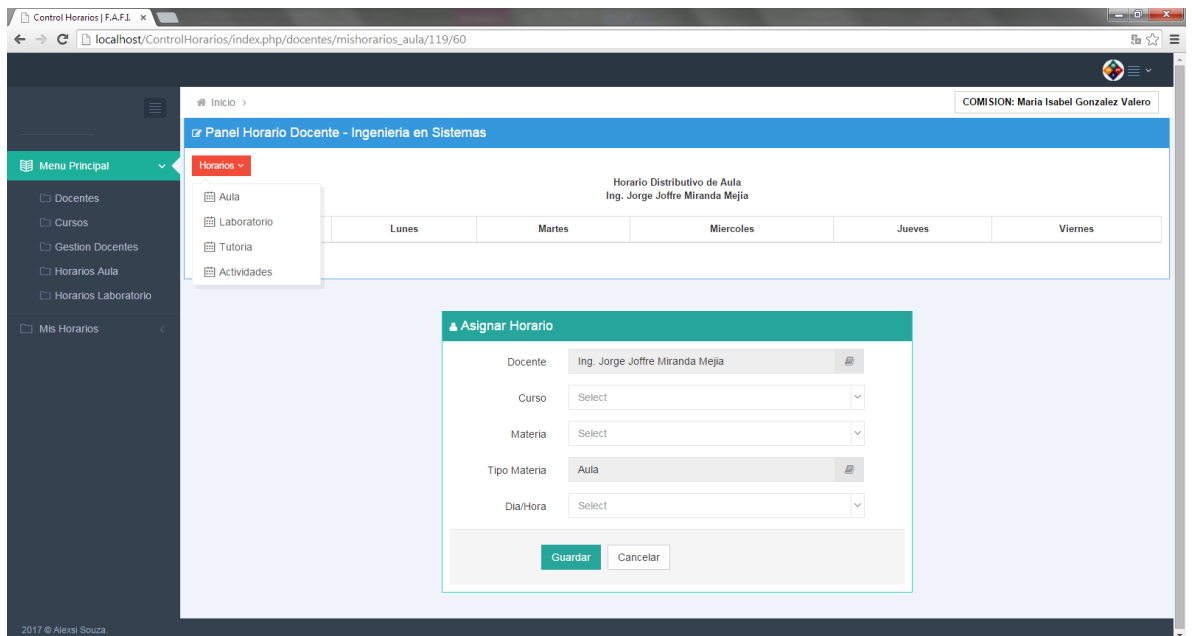 Control Horarios | F.A.F.I.
localhost/ControlHorarios/index.php/docentes/mishorarios_aula/119/60
Inicio >
COMISION: Maria Isabel Gonzalez Valero
Panel Horario Docente - Ingenieria en Sistemas
Menu Principal
Docentes
Cursos
Gestion Docentes
Horarios Aula
Horarios Laboratorio
Mis Horarios
Horarios
Aula
Laboratorio
Tutoria
Actividades
Horario Distributivo de Aula
Ing. Jorge Joffre Miranda Mejia
Lunes Martes Miercoles Jueves Viernes
Asignar Horario
Docente Ing. Jorge Joffre Miranda Mejia
Curso Select
Materia Select
Tipo Materia Aula
Dia/Hora Select
Guardar Cancelar
2017 © Alexsi Souza.